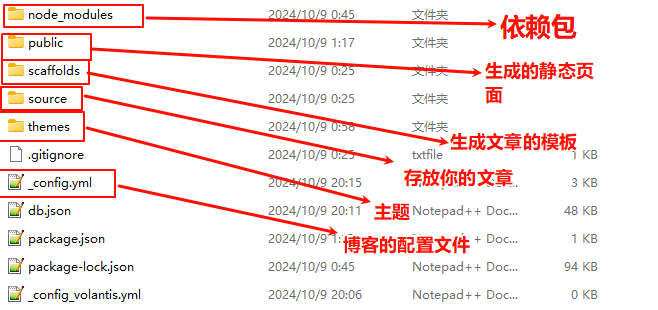 node_modules 2024/10/9 0:45 文件夹 依赖包
public 2024/10/9 1:17 文件夹
生成的静态页面
scaffolds 2024/10/9 0:25 文件夹
source 2024/10/9 0:25 文件夹
themes 2024/10/9 0:58 文件夹
生成文章的模板
.gitignore 2024/10/9 0:25 txtfile 1 KB
存放你的文章
_config.yml 2024/10/9 20:15 3 KB
db.json 2024/10/9 20:11 Notepad++ Doc... 48 KB
主题
package.json 2024/10/9 Notepad++ Doc... 1 KB
博客的配置文件
package-lock.json 2024/10/9 0:45 Notepad++ Doc... 94 KB
_config_volantis.yml 2024/10/9 20:06 Notepad++ Doc... 0 KB